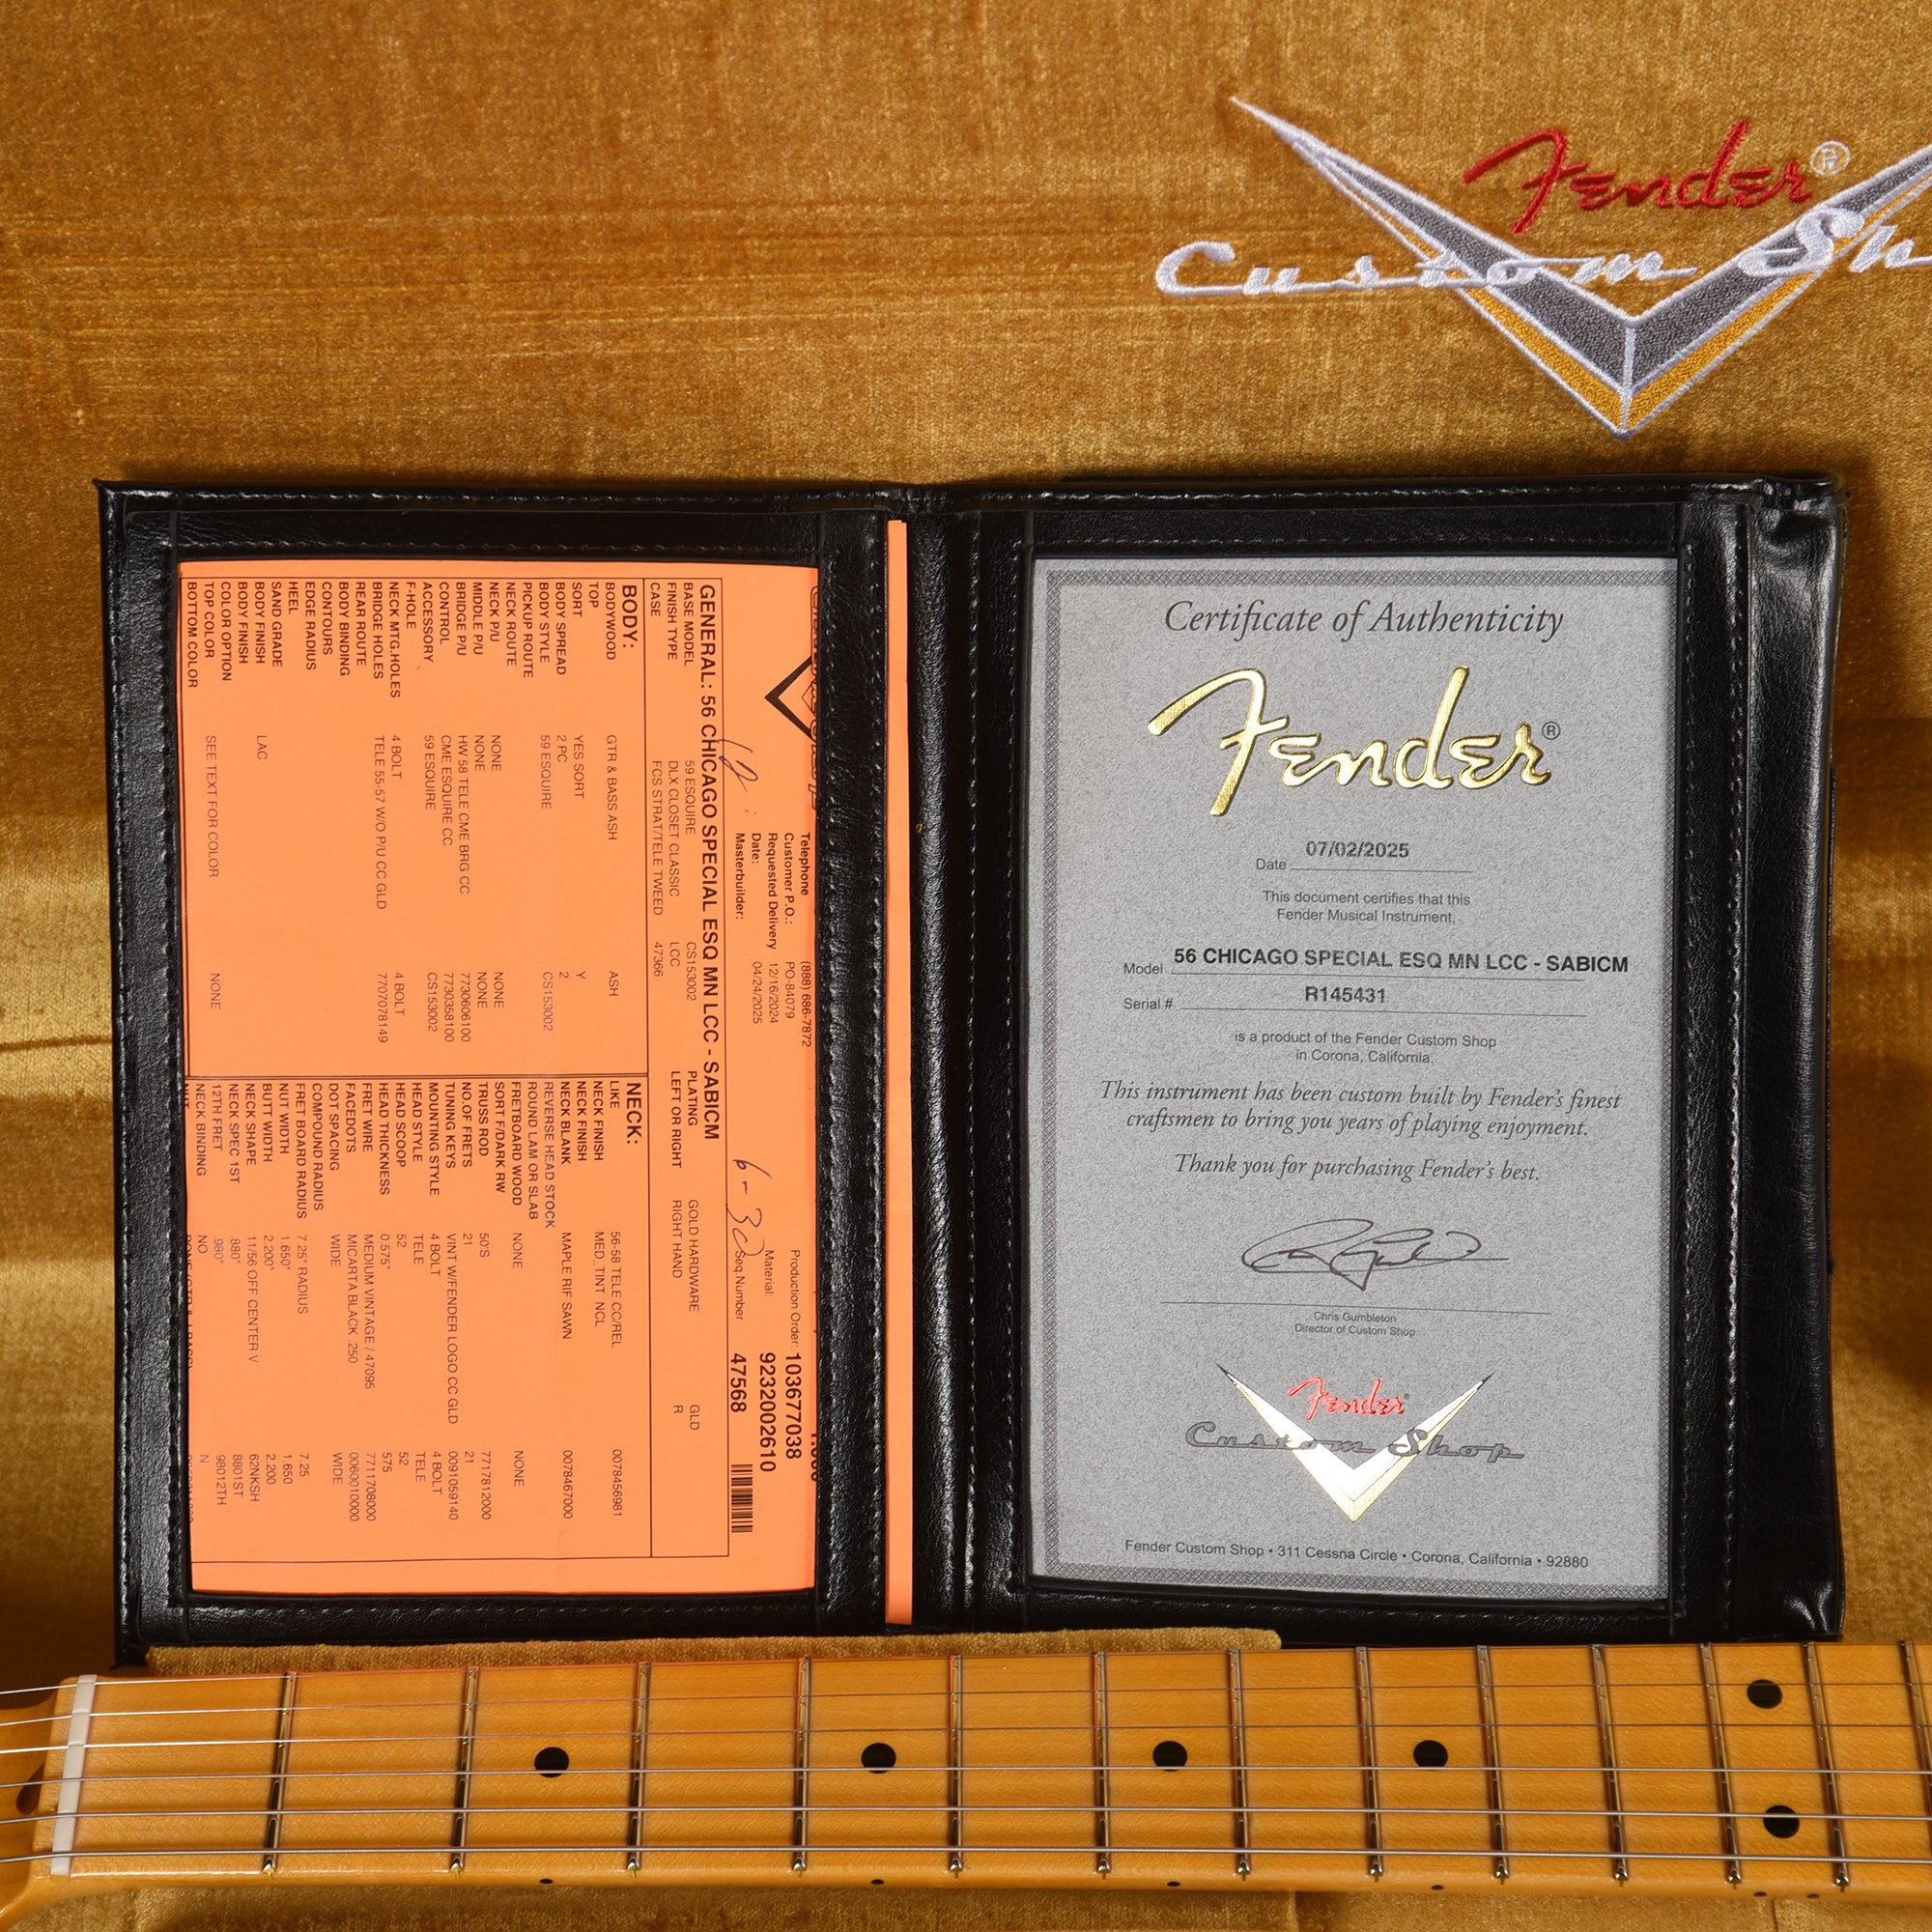 Fender®
Custom Sh
Telephone (888) 686-7872
Customer P.O.: PO-84079
Requested Delivery 12/16/2024
Date: 04/24/2025
Masterbuilder:
Production Order: 103677038
Material: 9232002610
Seq.Number 47568
6-30
GENERAL: 56 CHICAGO SPECIAL ESQ MN LCC - SABICM
BASE MODEL 59 ESQUIRE CS153002 PLATING GOLD HARDWARE GLD
FINISH TYPE DLX CLOSET CLASSIC LCC LEFT OR RIGHT RIGHT HAND R
CASE FCS STRAT/TELE TWEED 47366
BODY:
BODYWOOD GTR & BASS ASH ASH
TOP
SORT YES SORT Y
BODY SPREAD 2 PC 2
BODY STYLE 59 ESQUIRE CS153002
PICKUP ROUTE
NECK ROUTE
NECK P/U NONE NONE
MIDDLE P/U NONE NONE
BRIDGE P/U HW 58 TELE CME BRG CC 7730606100
CONTROL CME ESQUIRE CC 7730358100
ACCESSORY 59 ESQUIRE CS153002
F-HOLE
NECK MTG.HOLES 4 BOLT 4 BOLT
BRIDGE HOLES TELE 55-57 W/O P/U CC GLD 7707078149
REAR ROUTE
BODY BINDING
CONTOURS
EDGE RADIUS
HEEL
SAND GRADE
BODY FINISH LAC
BODY FINISH
COLOR OPTION
TOP COLOR SEE TEXT FOR COLOR NONE
BOTTOM COLOR
NECK:
LIKE 56-58 TELE CC/REL 0078456981
NECK FINISH MED. TINT NCL
NECK FINISH
NECK BLANK MAPLE RIF SAWN 0078467000
REVERSE HEAD STOCK
ROUND LAM OR SLAB
FRETBOARD WOOD NONE NONE
SORT F/DARK RW
TRUSS ROD 50'S 7717812000
NO.OF FRETS 21 21
TUNING KEYS VINT W/FENDER LOGO CC GLD 0091059140
MOUNTING STYLE 4 BOLT 4 BOLT
HEAD STYLE TELE TELE
HEAD SCOOP 52 52
HEAD THICKNESS 0.575" 575
FRET WIRE MEDIUM VINTAGE / 47095 7711708000
FACEDOTS MICARTA BLACK .250 0060010000
DOT SPACING WIDE WIDE
COMPOUND RADIUS
FRET BOARD RADIUS 7.25" RADIUS 7.25
NUT WIDTH 1.650" 1.650
BUTT WIDTH 2.200" 2.200
NECK SHAPE 11/56 OFF CENTER V 62NKSH
NECK SPEC 1ST .880" 8801ST
12TH FRET .980" 98012TH
NECK BINDING NO N
Certificate of Authenticity
Fender®
Date 07/02/2025
This document certifies that this
Fender Musical Instrument,
Model 56 CHICAGO SPECIAL ESQ MN LCC - SABICM
Serial # R145431
is a product of the Fender Custom Shop
in Corona, California.
This instrument has been custom built by Fender's finest
craftsmen to bring you years of playing enjoyment.
Thank you for purchasing Fender's best.
Chris Gumbleton
Director of Custom Shop
Fender®
Custom Shop
Fender Custom Shop • 311 Cessna Circle • Corona, California • 92880